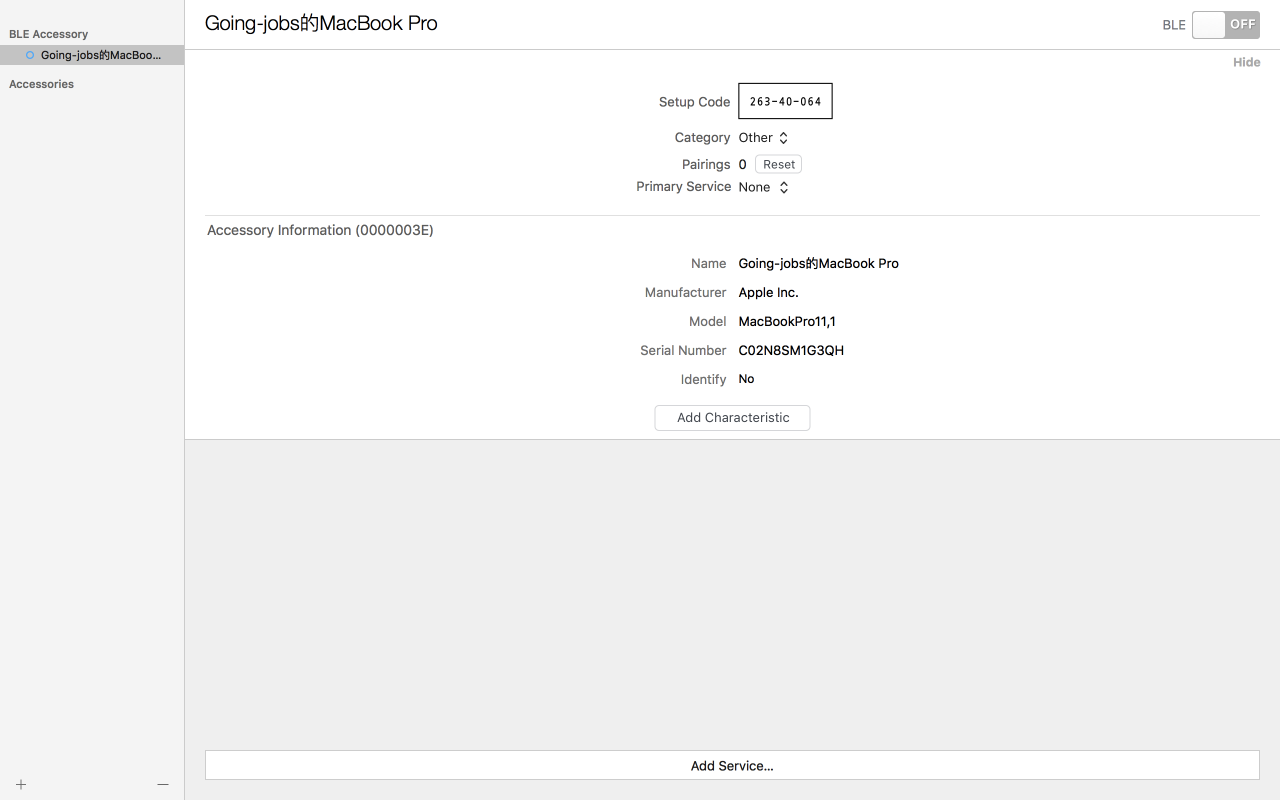 BLE Accessory
Going-jobs的MacBoo...
Accessories
Going-jobs的MacBook Pro
BLE OFF
Hide
Setup Code 263-40-064
Category Other
Pairings 0 Reset
Primary Service None
Accessory Information (0000003E)
Name Going-jobs的MacBook Pro
Manufacturer Apple Inc.
Model MacBookPro11,1
Serial Number C02N8SM1G3QH
Identify No
Add Characteristic
Add Service...